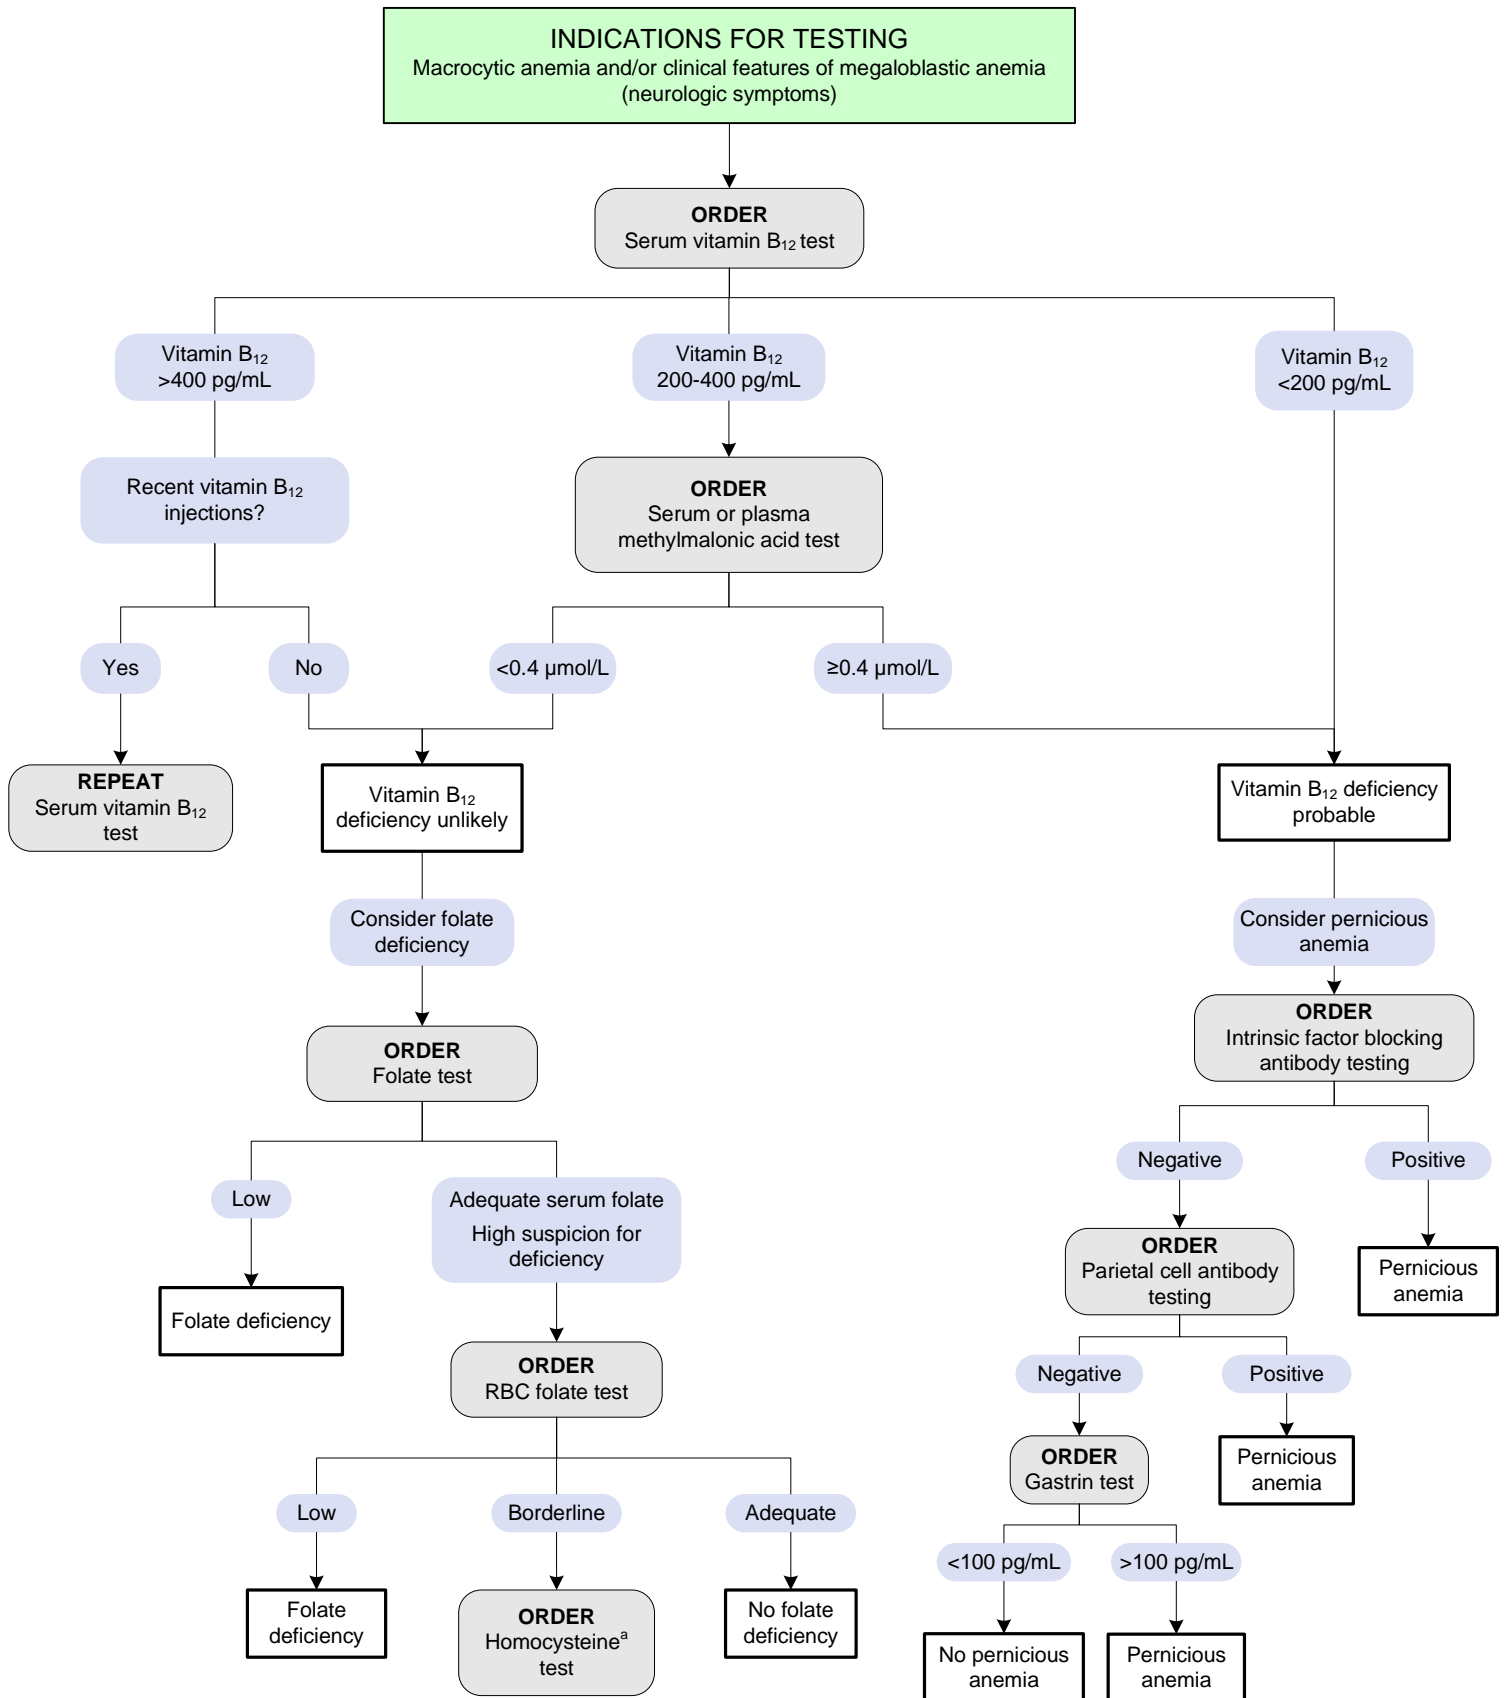 INDICATIONS FOR TESTING
Macrocytic anemia and/or clinical features of megaloblastic anemia
(neurologic symptoms)
ORDER
Serum vitamin B₁₂ test
Vitamin B₁₂
>400 pg/mL
Vitamin B₁₂
200-400 pg/mL
Vitamin B₁₂
<200 pg/mL
Recent vitamin B₁₂
injections?
ORDER
Serum or plasma
methylmalonic acid test
Yes
No
<0.4 µmol/L
≥0.4 µmol/L
REPEAT
Serum vitamin B₁₂
test
Vitamin B₁₂
deficiency unlikely
Vitamin B₁₂ deficiency
probable
Consider folate
deficiency
Consider pernicious
anemia
ORDER
Folate test
ORDER
Intrinsic factor blocking
antibody testing
Low
Adequate serum folate
High suspicion for
deficiency
Negative
Positive
Folate deficiency
ORDER
Parietal cell antibody
testing
Pernicious
anemia
ORDER
RBC folate test
Negative
Positive
ORDER
Gastrin test
Pernicious
anemia
Low
Borderline
Adequate
<100 pg/mL
>100 pg/mL
Folate
deficiency
ORDER
Homocysteineᵃ
test
No folate
deficiency
No pernicious
anemia
Pernicious
anemia